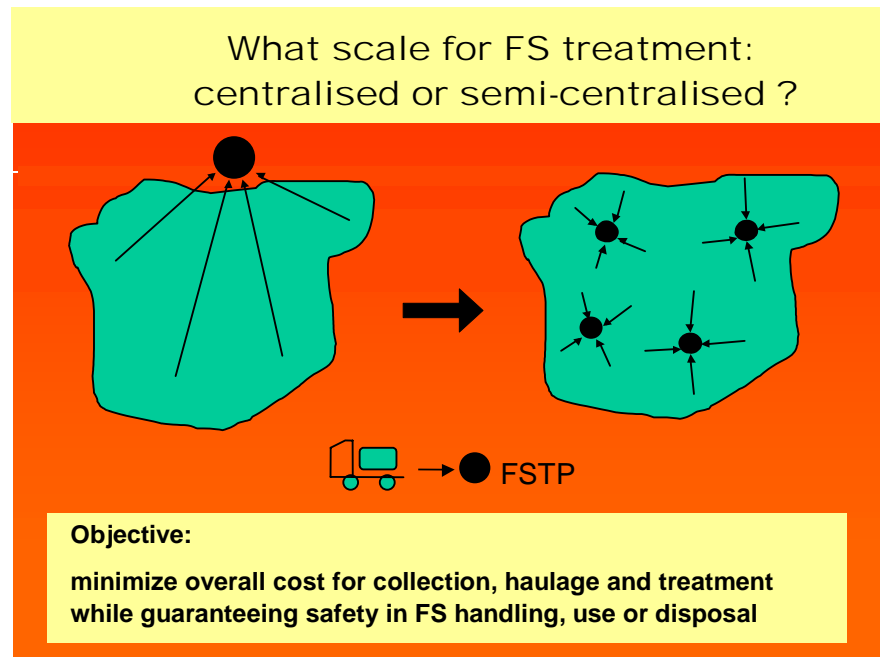 What scale for FS treatment:
centralised or semi-centralised ?
FSTP
Objective:
minimize overall cost for collection, haulage and treatment
while guaranteeing safety in FS handling, use or disposal